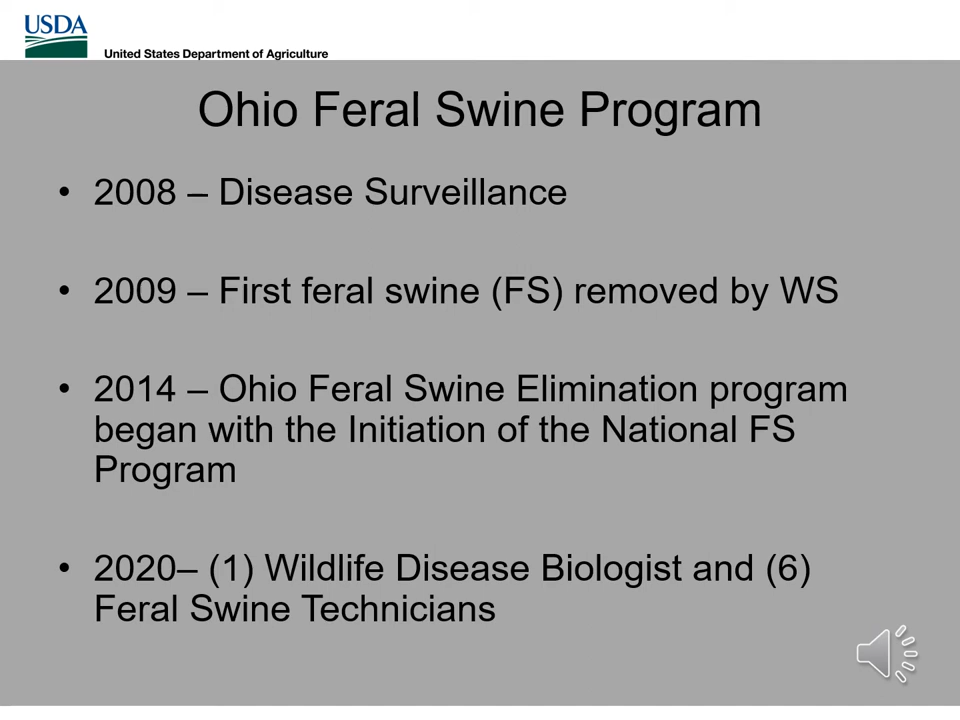 USDA
United States Department of Agriculture
Ohio Feral Swine Program
• 2008 – Disease Surveillance
• 2009 – First feral swine (FS) removed by WS
• 2014 – Ohio Feral Swine Elimination program
began with the Initiation of the National FS
Program
• 2020– (1) Wildlife Disease Biologist and (6)
Feral Swine Technicians